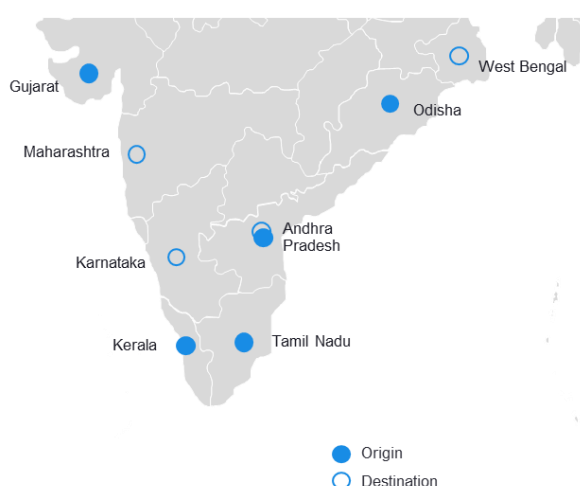 West Bengal
Gujarat
Odisha
Maharashtra
Andhra
Pradesh
Karnataka
Kerala
Tamil Nadu
Origin
Destination